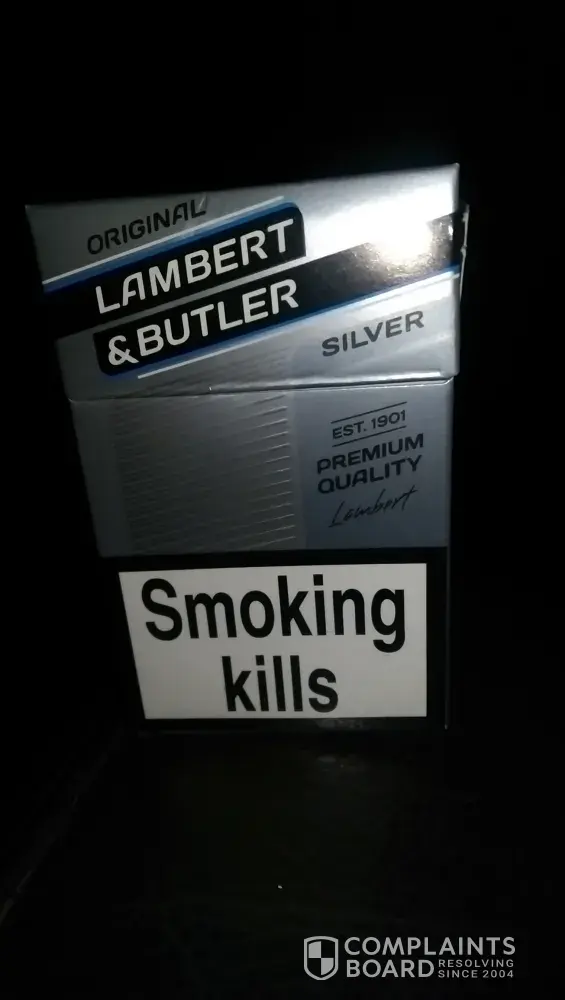 ORIGINAL
LAMBERT
&BUTLER
SILVER
EST. 1901
PREMIUM
QUALITY
Lambert
Smoking
kills
COMPLAINTS
BOARD RESOLVING
SINCE 2004